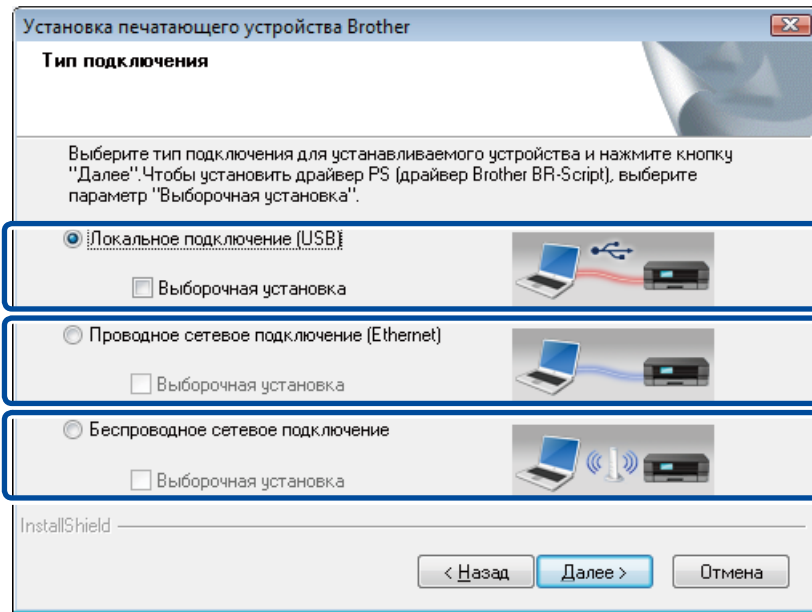 Установка печатающего устройства Brother
Тип подключения
Выберите тип подключения для устанавливаемого устройства и нажмите кнопку
"Далее".Чтобы установить драйвер PS (драйвер Brother BR-Script), выберите
параметр "Выборочная установка".
Локальное подключение (USB)
Выборочная установка
Проводное сетевое подключение (Ethernet)
Выборочная установка
Беспроводное сетевое подключение
Выборочная установка
InstallShield
< Назад
Далее >
Отмена